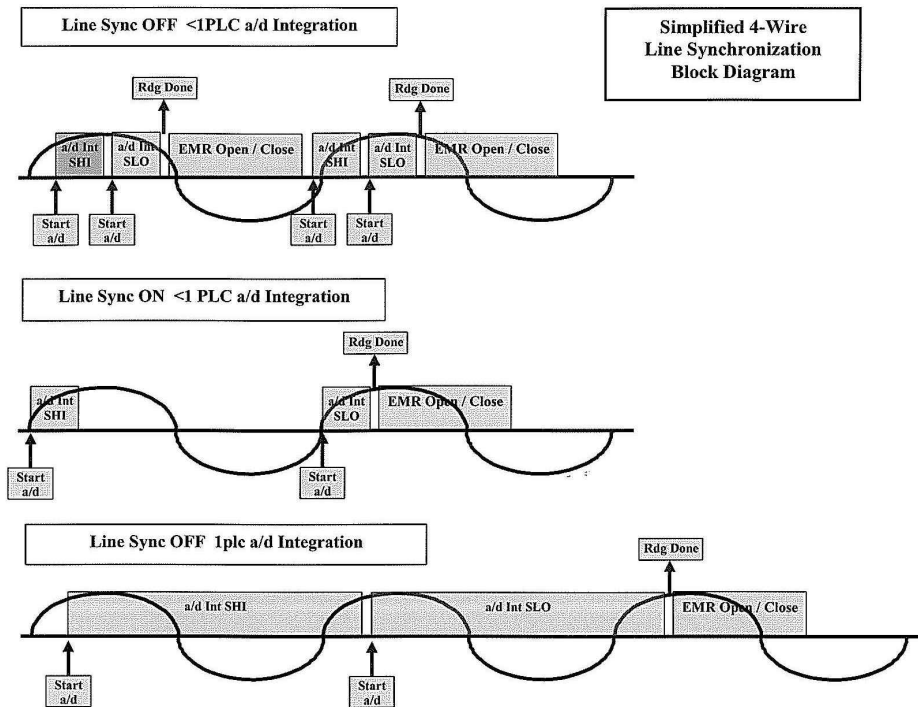 Line Sync OFF <1PLC a/d Integration
Simplified 4-Wire
Line Synchronization
Block Diagram
Rdg Done
Rdg Done
a/d Int
SHI
a/d Int
SLO
EMR Open / Close
a/d Int
SHI
a/d Int
SLO
EMR Open / Close
Start
a/d
Start
a/d
Start
a/d
Start
a/d
Line Sync ON <1 PLC a/d Integration
Rdg Done
a/d Int
SHI
a/d Int
SLO
EMR Open / Close
Start
a/d
Start
a/d
Line Sync OFF 1plc a/d Integration
Rdg Done
a/d Int SHI
a/d Int SLO
EMR Open / Close
Start
a/d
Start
a/d